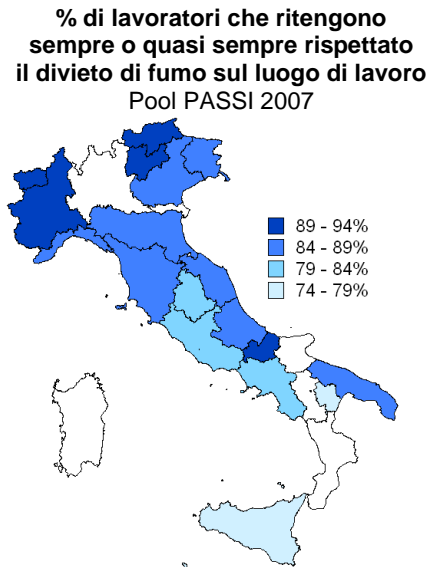 % di lavoratori che ritengono
sempre o quasi sempre rispettato
il divieto di fumo sul luogo di lavoro
Pool PASSI 2007
89 - 94%
84 - 89%
79 - 84%
74 - 79%